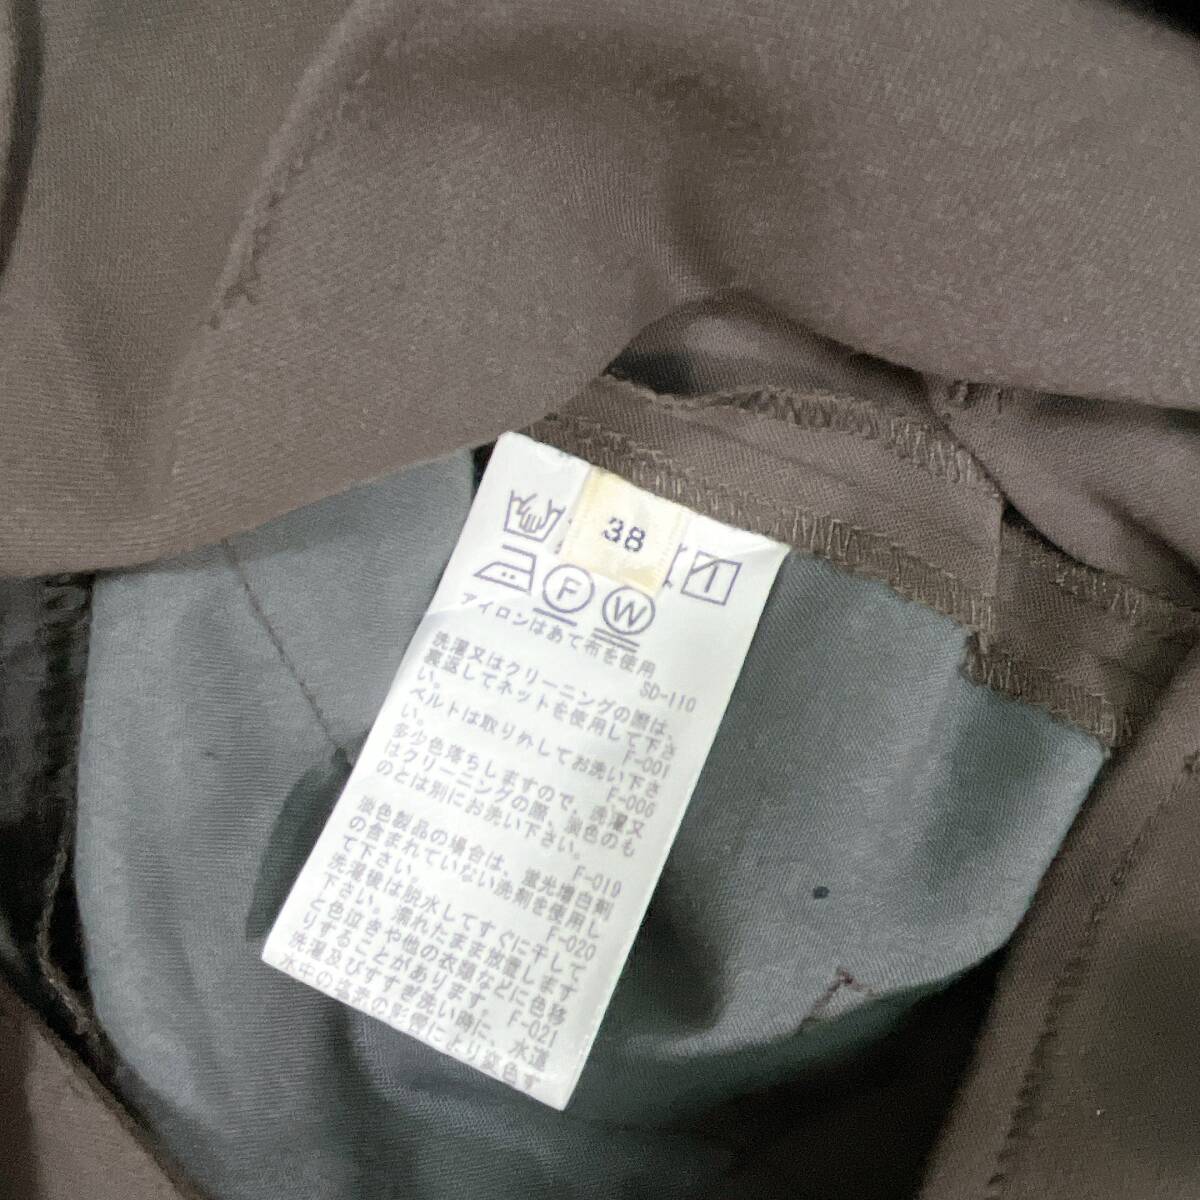 38
F W
アイロンはあて布を使用
SD-110
洗濯又はクリーニングの際は、
裏返してネットを使用して下さ
い。 F-001
ベルトは取り外してお洗い下さ
い。 F-006
多少色落ちしますので、洗濯又
はクリーニングの際、淡色のも
のとは別にお洗い下さい。
F-019
淡色製品の場合は、蛍光増白剤
の含まれていない洗剤を使用し
て下さい。 F-020
洗濯後は脱水してすぐに干して
下さい。濡れたまま放置します
と色泣きや他の衣類などに色移
りすることがあります。 F-021
洗濯及びすすぎ洗い時に、水道
水中の塩素の影響により変色す